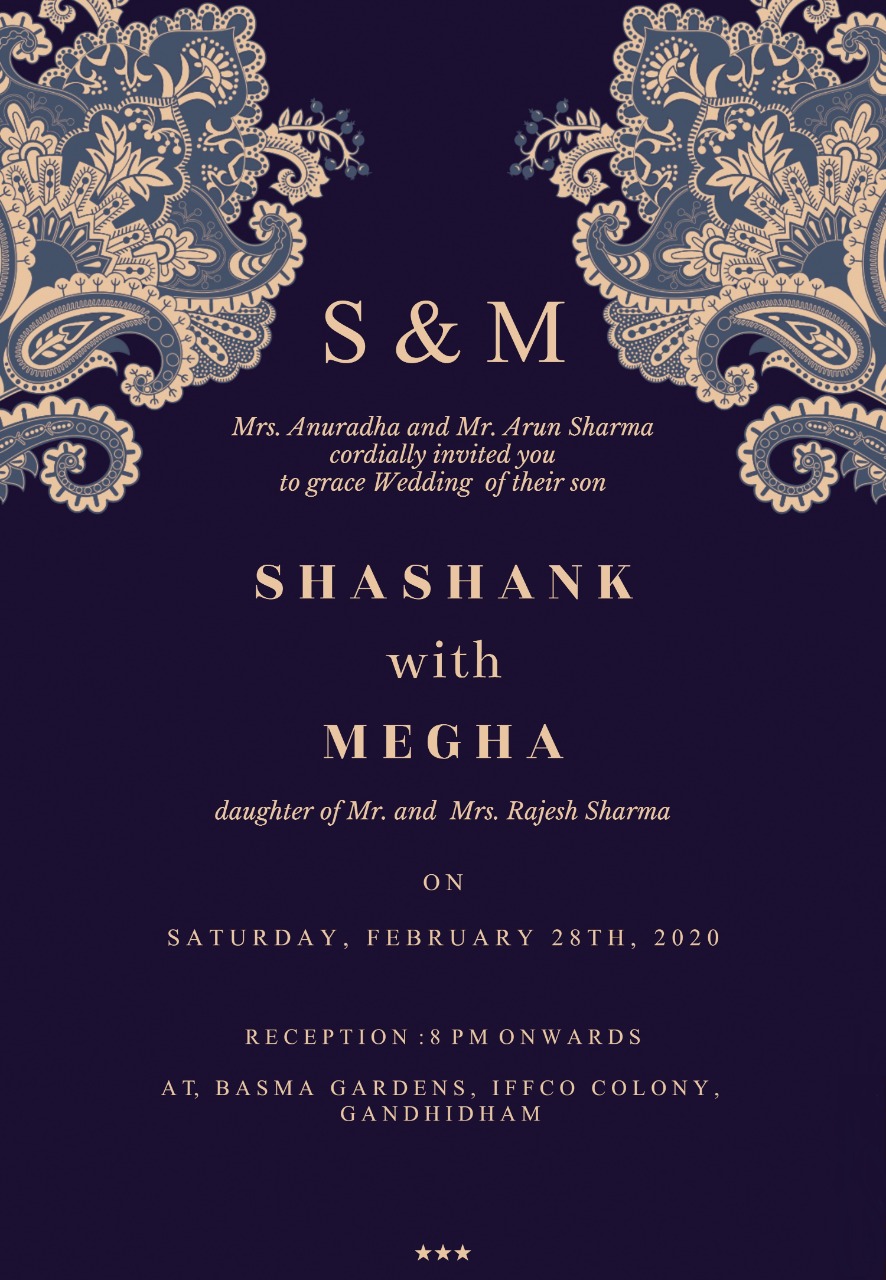 S & M
Mrs. Anuradha and Mr. Arun Sharma
cordially invited you
to grace Wedding of their son
SHASHANK
with
MEGHA
daughter of Mr. and Mrs. Rajesh Sharma
ON
SATURDAY, FEBRUARY 28TH, 2020
RECEPTION :8 PM ONWARDS
AT, BASMA GARDENS, IFFCO COLONY,
GANDHIDHAM